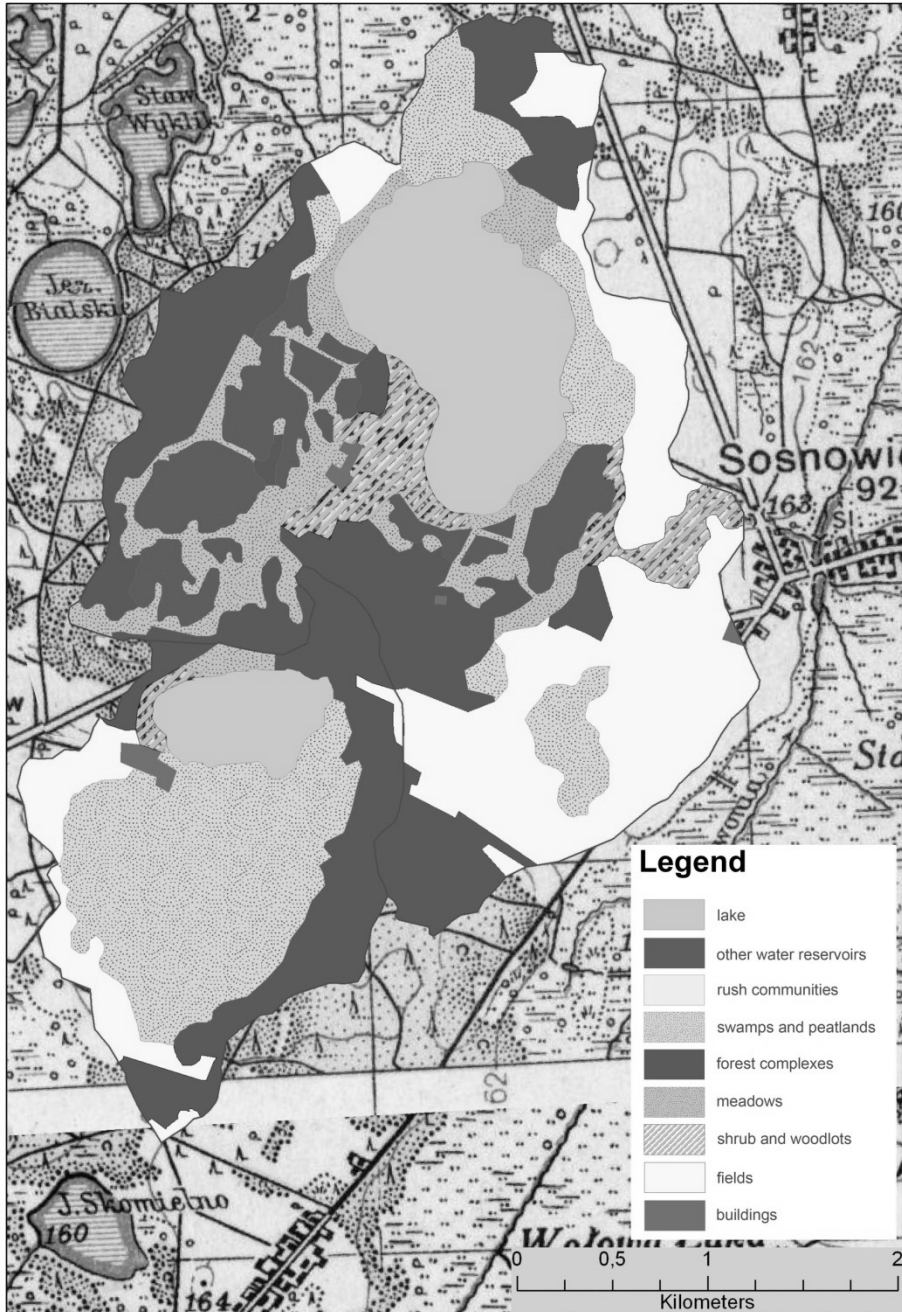 2
Staw
Wykli
160
Jez.
Bialskie
162
Sosnowic
163
92
Sta
Legend
lake
other water reservoirs
rush communities
swamps and peatlands
forest complexes
meadows
shrub and woodlots
fields
buildings
62
J. Skomielno
160
164
0 0,5 1 2
Kilometers